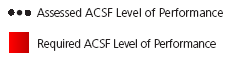 Assessed ACSF Level of Performance
Required ACSF Level of Performance